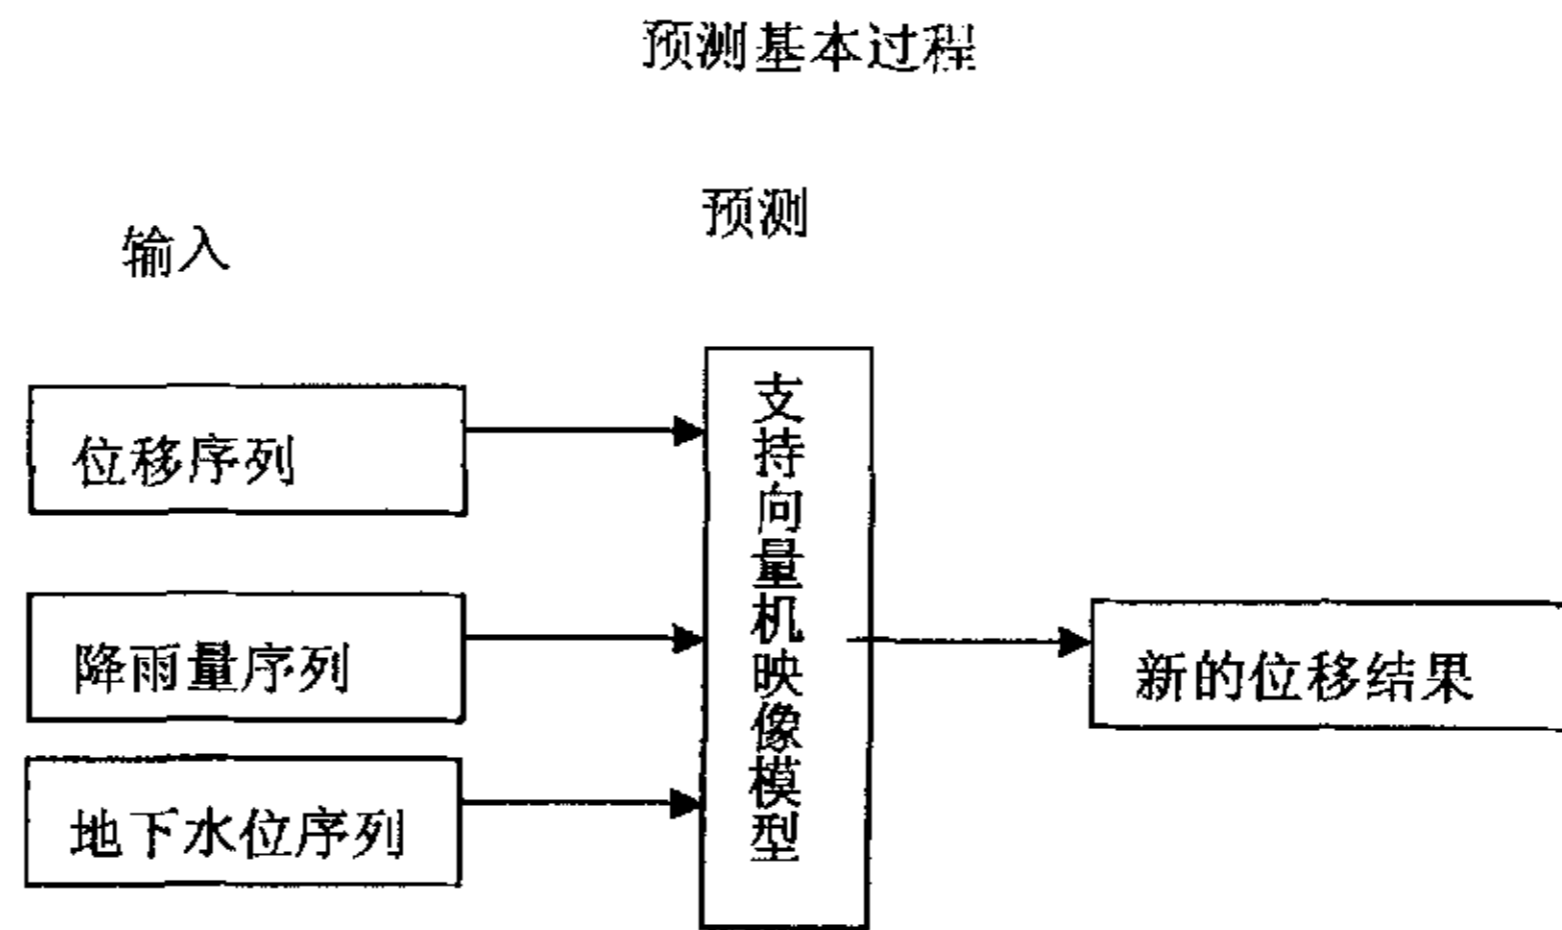 预测基本过程
输入
预测
位移序列
降雨量序列
地下水位序列
支持向量机映像模型
新的位移结果